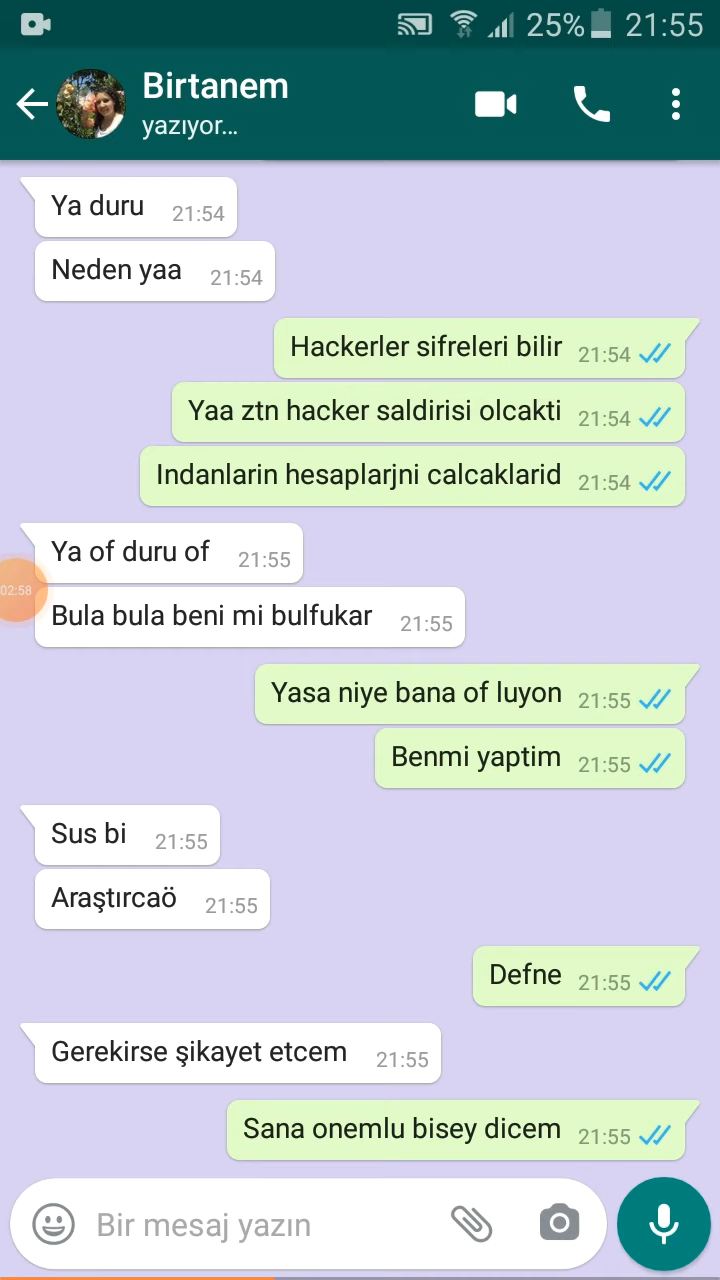 25% 21:55
Birtanem
yazıyor...
Ya duru 21:54
Neden yaa 21:54
Hackerler sifreleri bilir 21:54
Yaa ztn hacker saldirisi olcakti 21:54
Indanlarin hesaplarjni calcaklarid 21:54
Ya of duru of 21:55
02:58
Bula bula beni mi bulfukar 21:55
Yasa niye bana of luyon 21:55
Benmi yaptim 21:55
Sus bi 21:55
Araştırcaö 21:55
Defne 21:55
Gerekirse şikayet etcem 21:55
Sana onemlu bisey dicem 21:55
Bir mesaj yazın